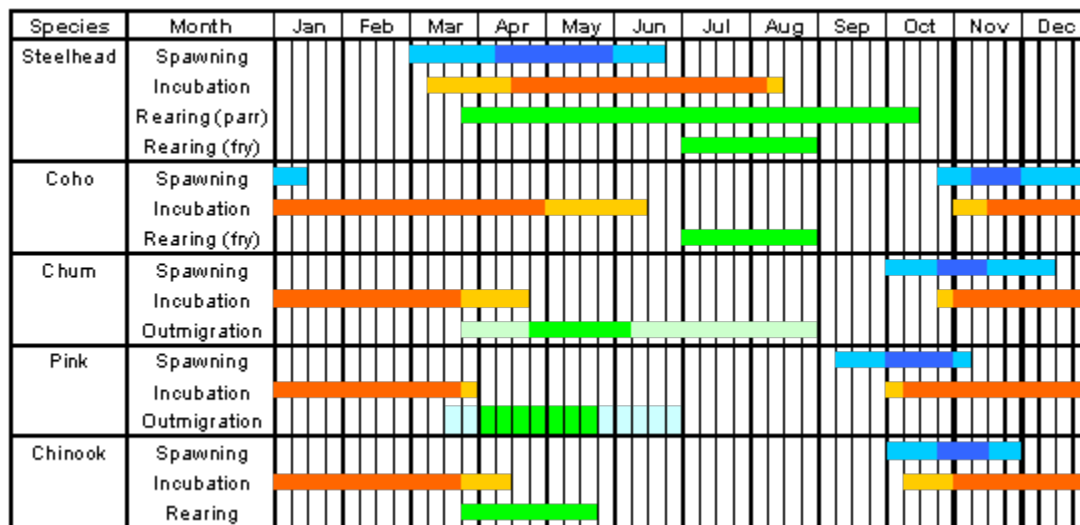 Species Month Jan Feb Mar Apr May Jun Jul Aug Sep Oct Nov Dec
Steelhead Spawning
Incubation
Rearing (parr)
Rearing (fry)
Coho Spawning
Incubation
Rearing (fry)
Chum Spawning
Incubation
Outmigration
Pink Spawning
Incubation
Outmigration
Chinook Spawning
Incubation
Rearing